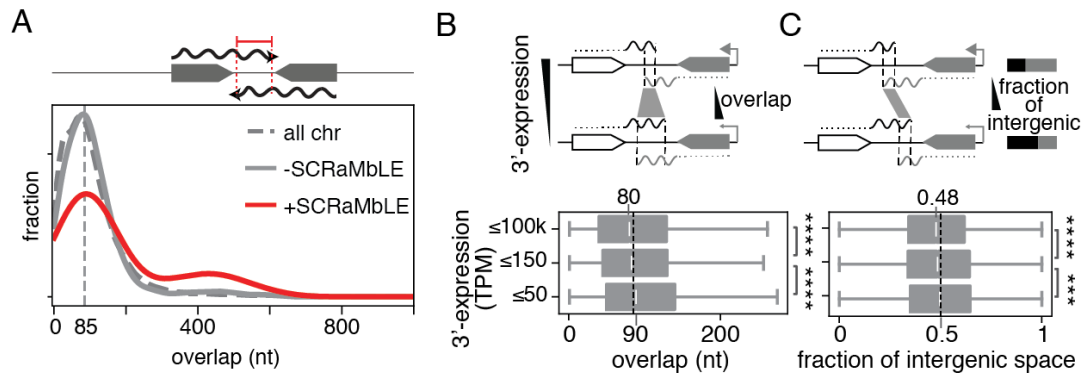 A
all chr
-SCRaMbLE
+SCRaMbLE
fraction
0 85 400 800
overlap (nt)
B
3'-expression
overlap
80
≤100k
≤150
≤50
3'-expression
(TPM)
****
****
0 90 200
overlap (nt)
C
fraction
of
intergenic
0.48
****
***
0 0.5 1
fraction of intergenic space